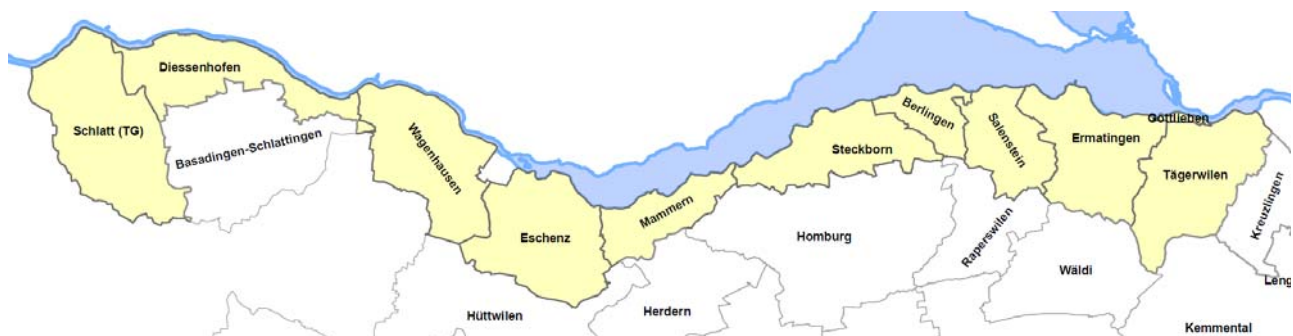 Diessenhofen
Schlatt (TG)
Basadingen-Schlattingen
Wagenhausen
Eschenz
Mammern
Steckborn
Berlingen
Salenstein
Ermatingen
Gottlieben
Tägerwilen
Kreuzlingen
Homburg
Raperswilen
Wäldi
Leng
Hüttwilen
Herdern
Kemmental